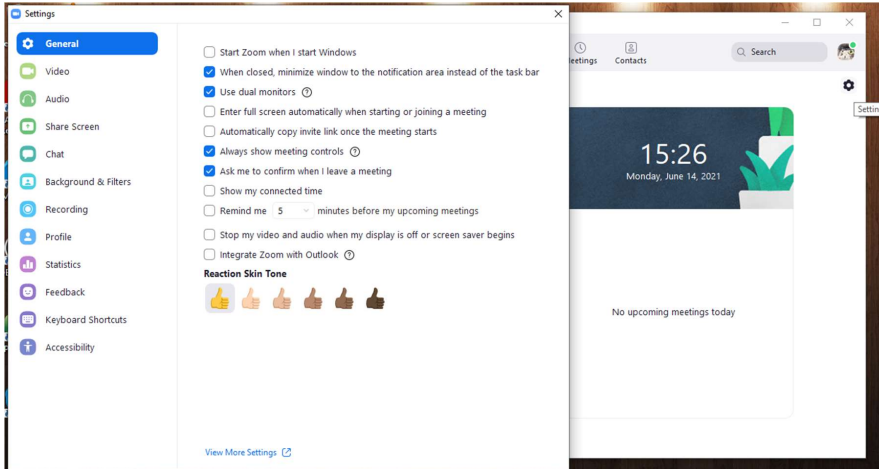 Settings
General
Video
Audio
Share Screen
Chat
Background & Filters
Recording
Profile
Statistics
Feedback
Keyboard Shortcuts
Accessibility
Start Zoom when I start Windows
When closed, minimize window to the notification area instead of the task bar
Use dual monitors
Enter full screen automatically when starting or joining a meeting
Automatically copy invite link once the meeting starts
Always show meeting controls
Ask me to confirm when I leave a meeting
Show my connected time
Remind me 5 minutes before my upcoming meetings
Stop my video and audio when my display is off or screen saver begins
Integrate Zoom with Outlook
Reaction Skin Tone
View More Settings
eetings
Contacts
Search
Settin
15:26
Monday, June 14, 2021
No upcoming meetings today